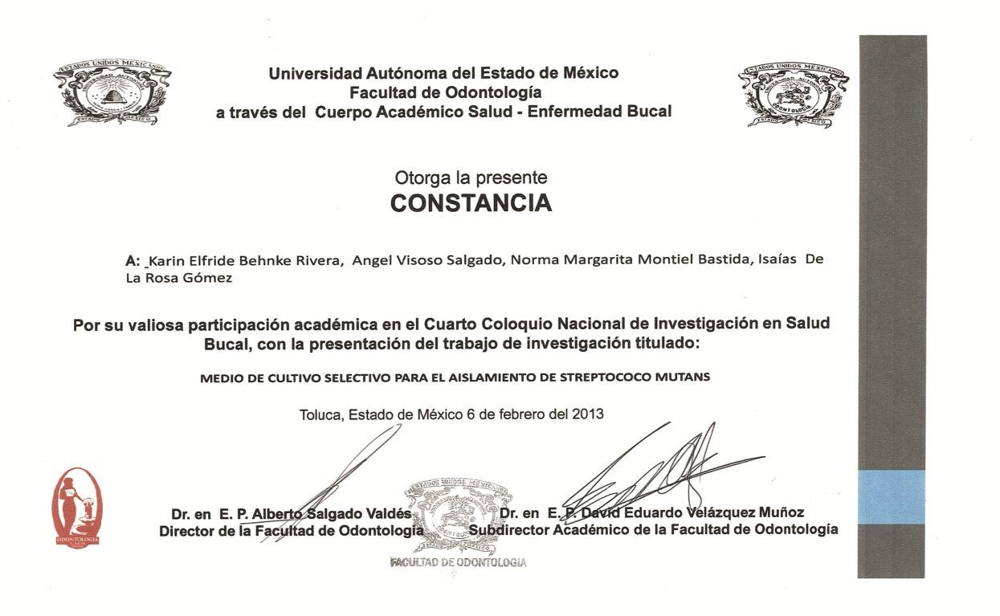 ESTADOS UNIDOS MEXICANOS
ESTADOS UNIDOS MEXICANOS
Universidad Autónoma del Estado de México
Facultad de Odontología
a través del Cuerpo Académico Salud - Enfermedad Bucal
Otorga la presente
CONSTANCIA
A: _Karin Elfride Behnke Rivera, Angel Visoso Salgado, Norma Margarita Montiel Bastida, Isaías De
La Rosa Gómez
Por su valiosa participación académica en el Cuarto Coloquio Nacional de Investigación en Salud
Bucal, con la presentación del trabajo de investigación titulado:
MEDIO DE CULTIVO SELECTIVO PARA EL AISLAMIENTO DE STREPTOCOCO MUTANS
Toluca, Estado de México 6 de febrero del 2013
ODONTOLOGIA
ESTADOS UNIDOS MEXICANOS
Dr. en E. P. Alberto Salgado Valdés
Director de la Facultad de Odontología
Dr. en E. P. David Eduardo Velázquez Muñoz
Subdirector Académico de la Facultad de Odontología
FACULTAD DE ODONTOLOGIA